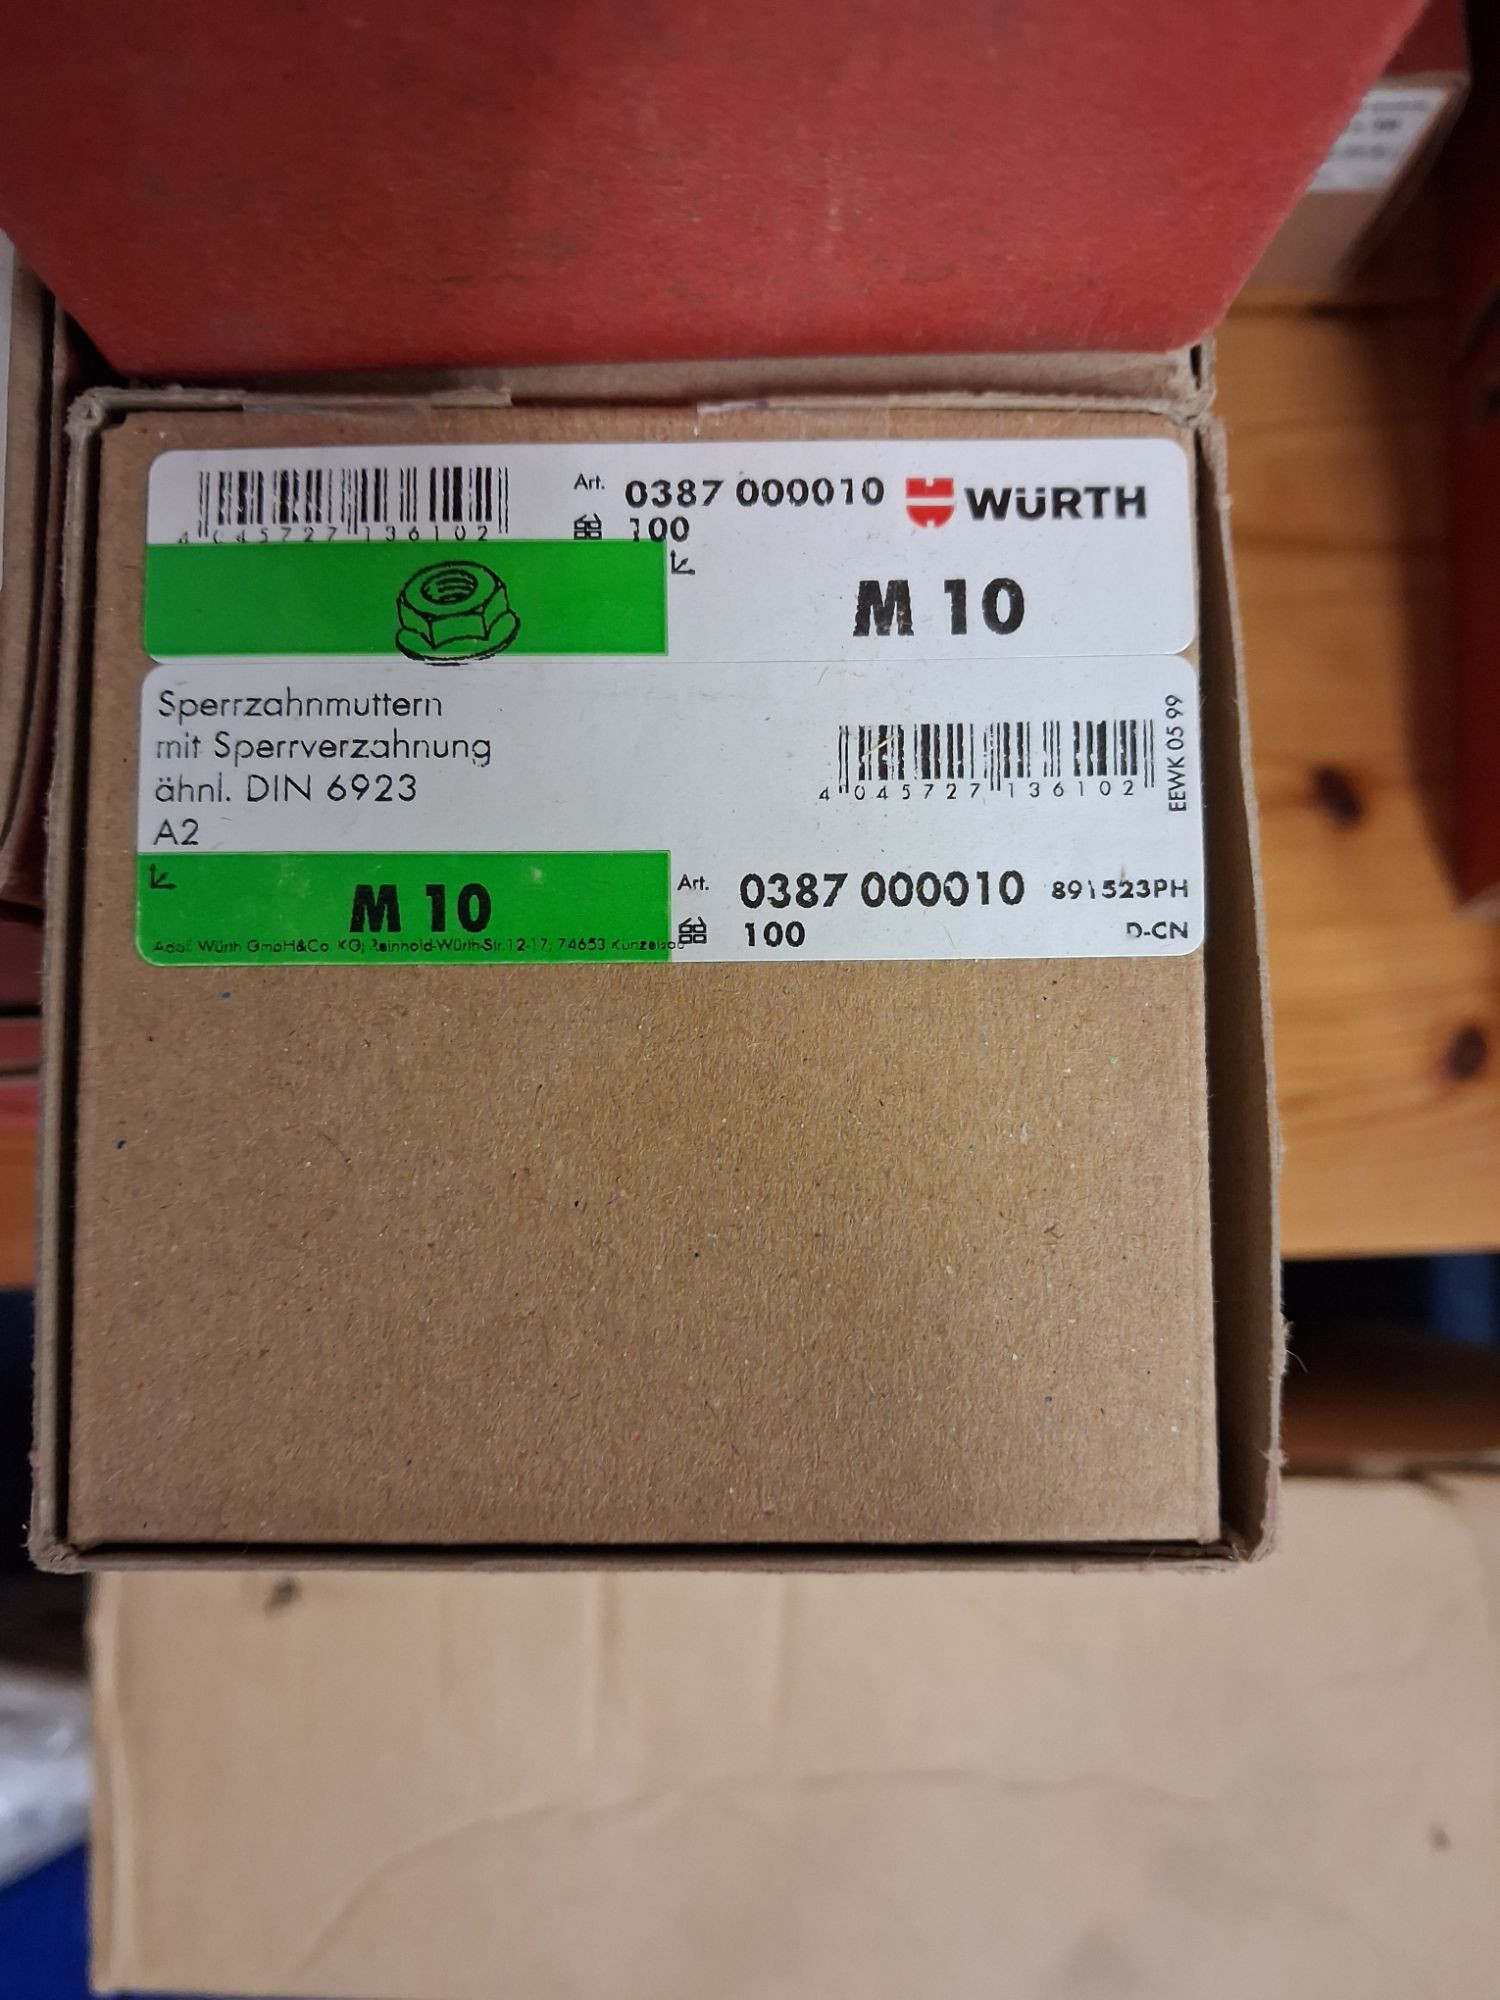 Art. 0387 000010 WÜRTH
4 045727 136102 100
M 10
Sperrzahnmuttern
mit Sperrverzahnung
ähnl. DIN 6923
A2
4 045727 136102
EEWK 05 99
M 10
Art. 0387 000010 891523PH
100 D-CN
Adolf Würth GmbH&Co. KG; Reinhold-Würth-Str.12-17; 74653